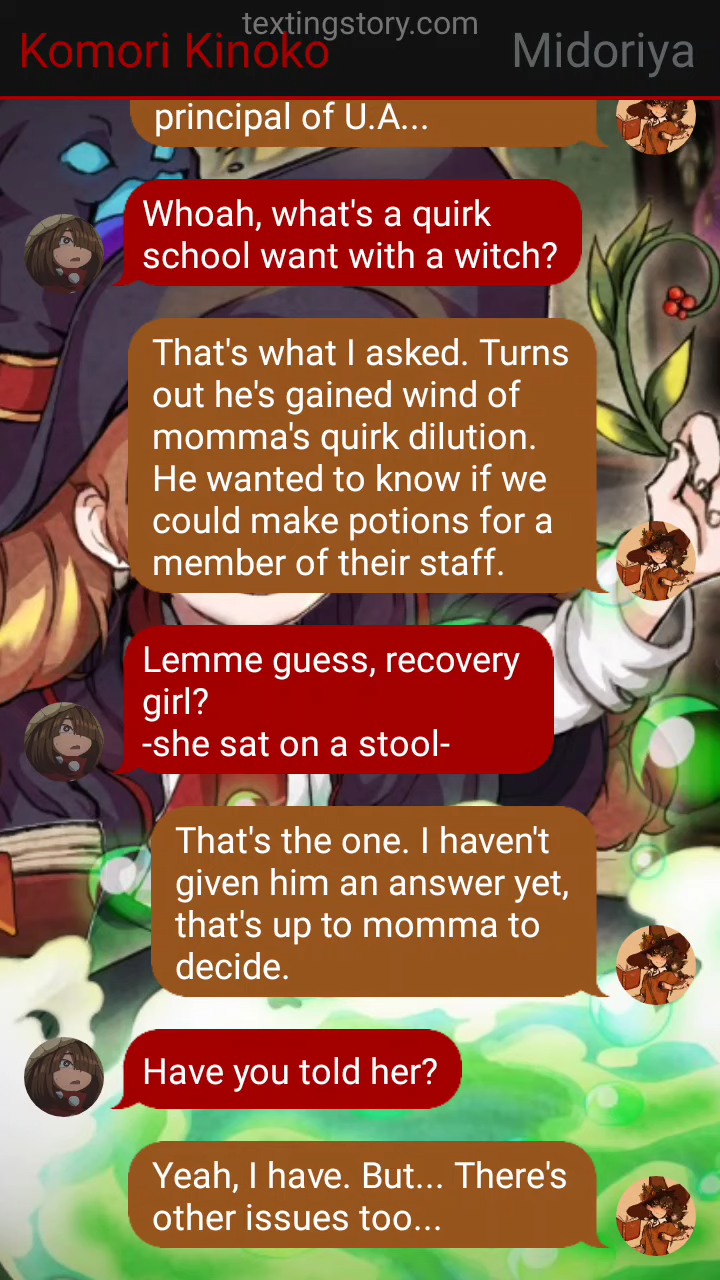 textingstory.com
Komori Kinoko
Midoriya
principal of U.A...
Whoah, what's a quirk
school want with a witch?
That's what I asked. Turns
out he's gained wind of
momma's quirk dilution.
He wanted to know if we
could make potions for a
member of their staff.
Lemme guess, recovery
girl?
-she sat on a stool-
That's the one. I haven't
given him an answer yet,
that's up to momma to
decide.
Have you told her?
Yeah, I have. But... There's
other issues too...